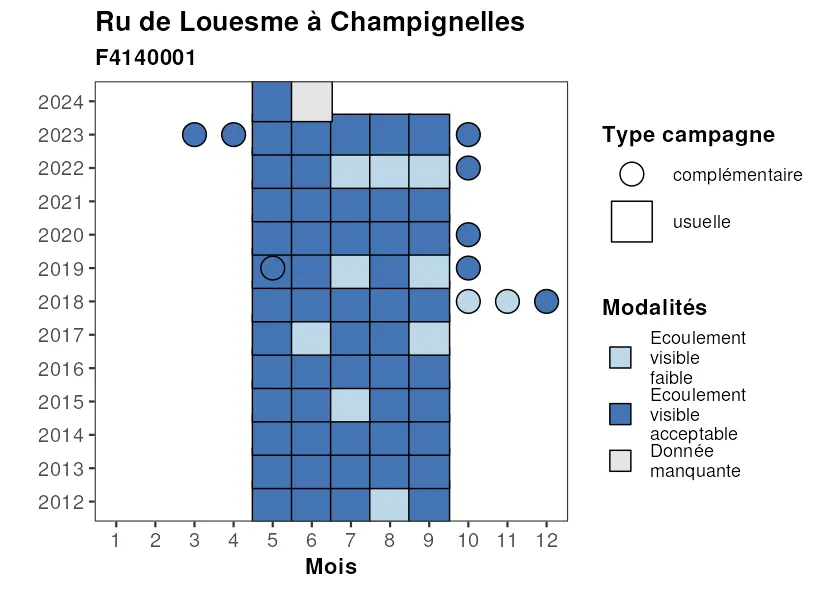 Ru de Louesme à Champignelles
F4140001
2024
2023
2022
2021
2020
2019
2018
2017
2016
2015
2014
2013
2012
1 2 3 4 5 6 7 8 9 10 11 12
Mois
Type campagne
complémentaire
usuelle
Modalités
Ecoulement
visible
faible
Ecoulement
visible
acceptable
Donnée
manquante